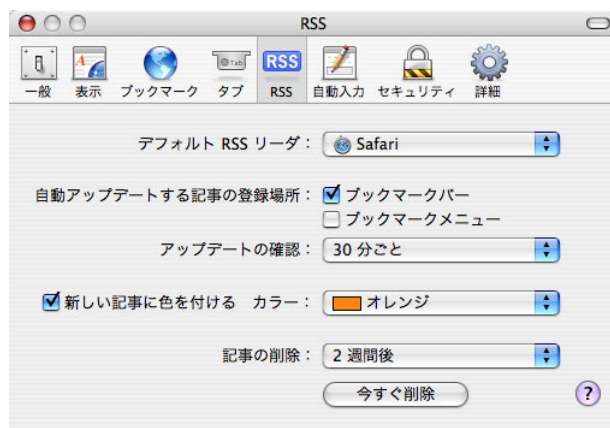 RSS
一般 表示 ブックマーク タブ RSS 自動入力 セキュリティ 詳細
@Tab
RSS
デフォルト RSS リーダ： Safari
自動アップデートする記事の登録場所： ブックマークバー
ブックマークメニュー
アップデートの確認： 30 分ごと
新しい記事に色を付ける カラー： オレンジ
記事の削除： 2 週間後
今すぐ削除
?